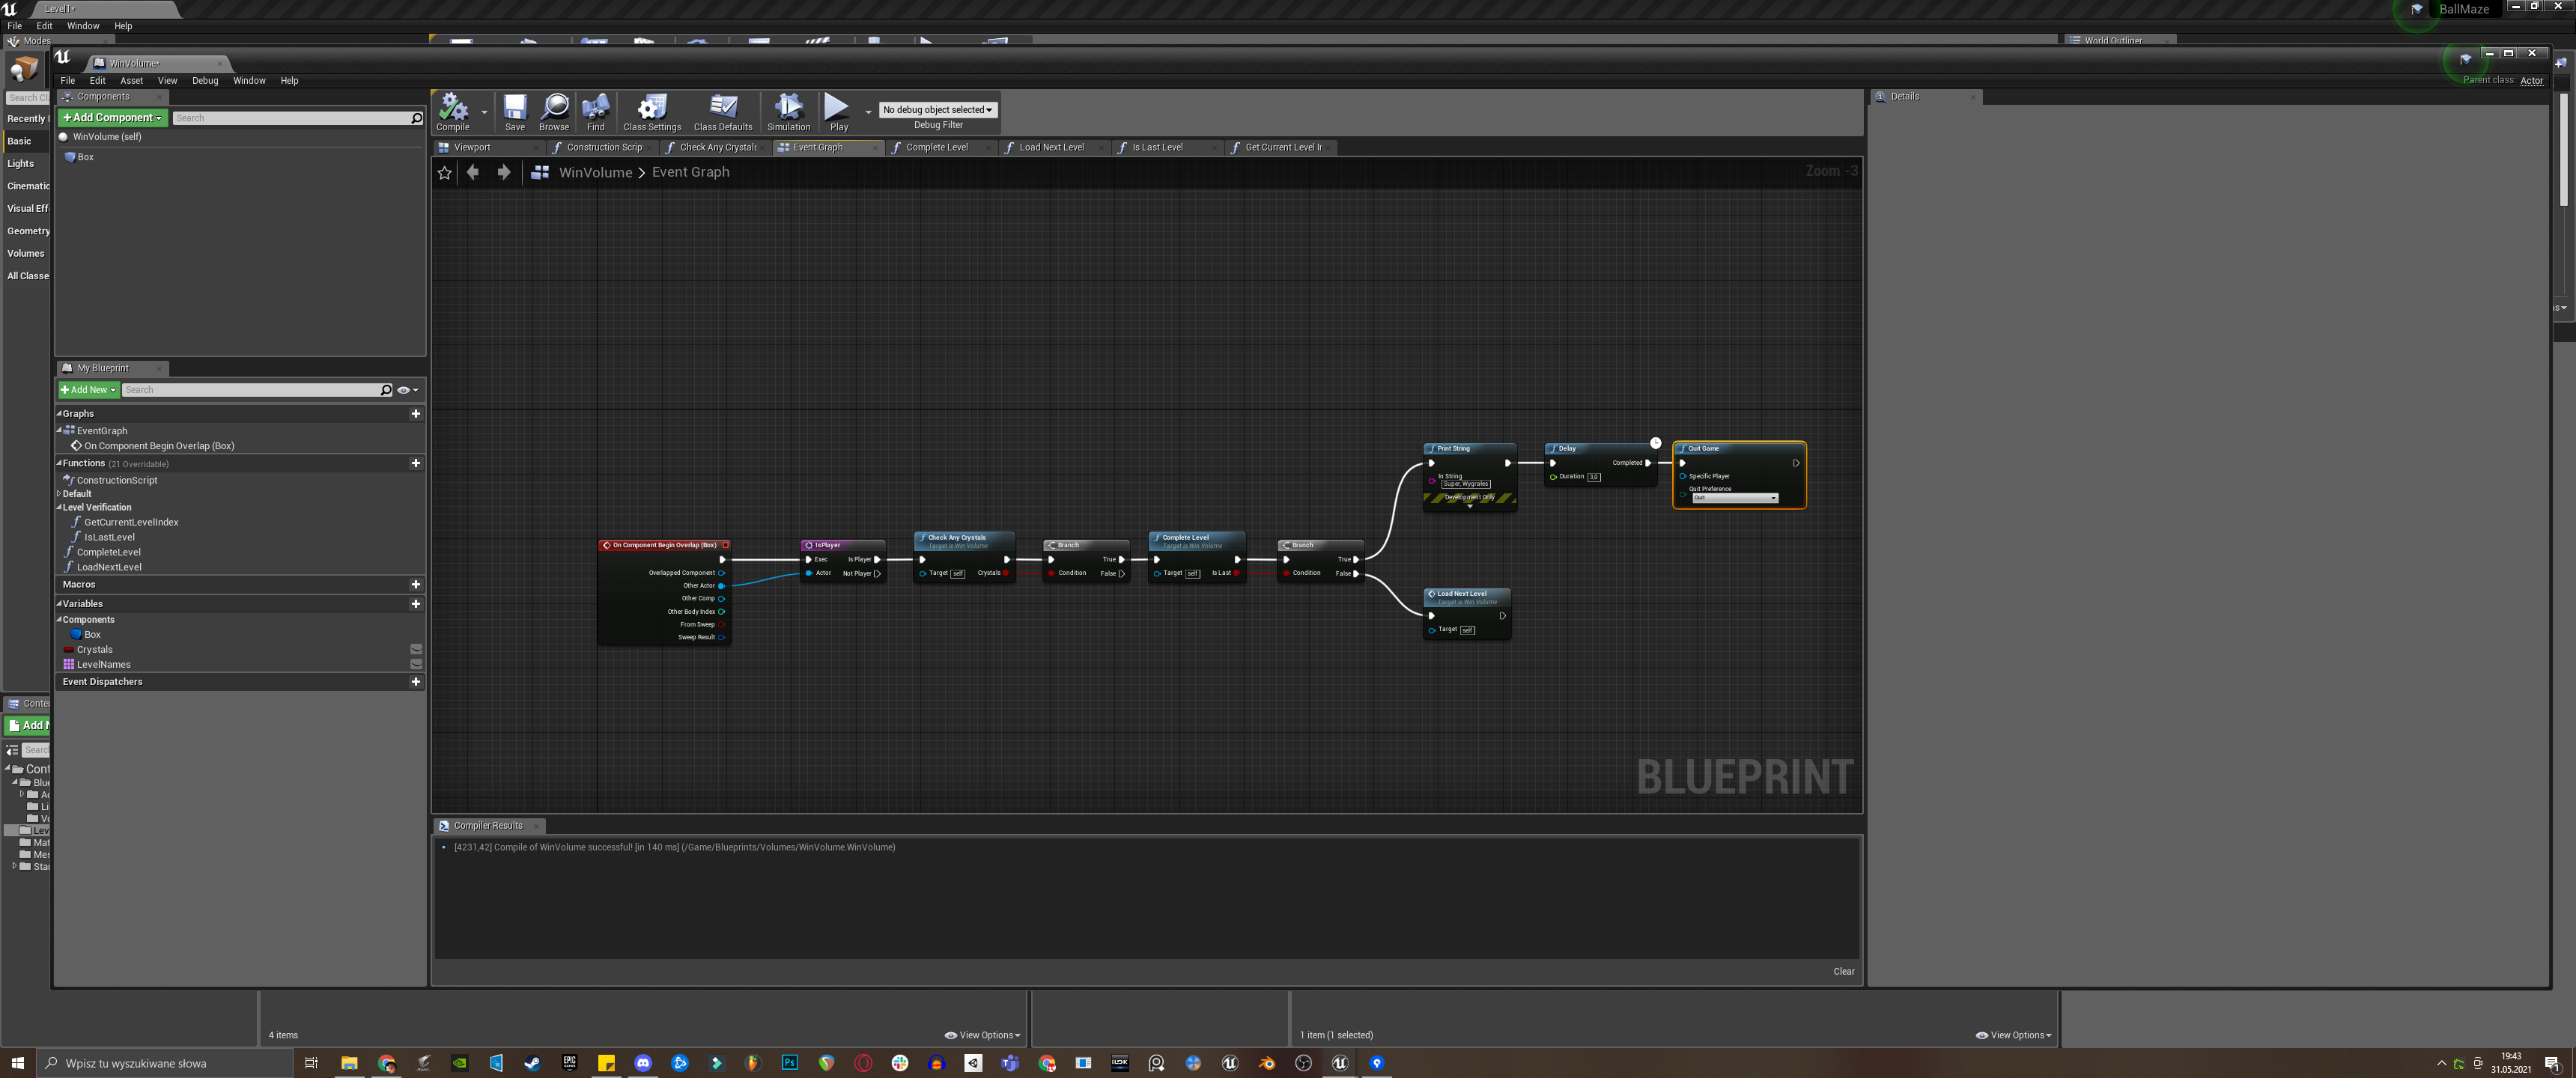 Level1*
BallMaze
File Edit Window Help
Modes
World Outliner
WinVolume*
File Edit Asset View Debug Window Help
Parent class: Actor
Search Cl
Recently
Basic
Lights
Cinematic
Visual Eff
Geometry
Volumes
All Classe
Components
+Add Component Search
WinVolume (self)
Box
Compile Save Browse Find Class Settings Class Defaults Simulation Play
No debug object selected
Debug Filter
Details
Viewport Construction Scrip Check Any Crystals Event Graph Complete Level Load Next Level Is Last Level Get Current Level Ir
WinVolume > Event Graph
Zoom -3
My Blueprint
+Add New Search
Graphs
EventGraph
On Component Begin Overlap (Box)
Functions (21 Overridable)
ConstructionScript
Default
Level Verification
GetCurrentLevelIndex
IsLastLevel
CompleteLevel
LoadNextLevel
Macros
Variables
Components
Box
Crystals
LevelNames
Event Dispatchers
On Component Begin Overlap (Box)
Overlapped Component
Other Actor
Other Comp
Other Body Index
From Sweep
Sweep Result
IsPlayer
Exec Is Player
Actor Not Player
Check Any Crystals
Target is Win Volume
Target self Crystals
Branch
True
Condition False
Complete Level
Target is Win Volume
Target self Is Last
Branch
True
Condition False
Print String
In String
Super, Wygrales
Development Only
Delay
Completed
Duration 3,0
Quit Game
Specific Player
Quit Preference
Quit
Load Next Level
Target is Win Volume
Target self
BLUEPRINT
Compiler Results
[4231,42] Compile of WinVolume successful! [in 140 ms] (/Game/Blueprints/Volumes/WinVolume.WinVolume)
Clear
Conte
Add N
Search
Cont
Blue
Ac
Li
Vo
Lev
Mat
Mes
Star
4 items
View Options
1 item (1 selected)
View Options
Wpisz tu wyszukiwane słowa
19:43
31.05.2021